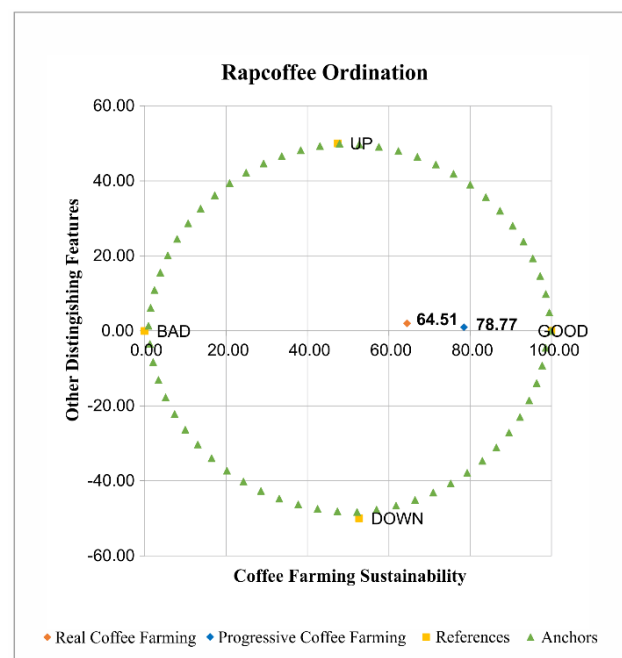 Rapcoffee Ordination
60.00
UP
40.00
20.00
64.51 78.77
0.00 BAD GOOD
0.00 20.00 40.00 60.00 80.00 100.00
-20.00
-40.00
DOWN
-60.00
Other Distingishing Features
Coffee Farming Sustainability
Real Coffee Farming Progressive Coffee Farming References Anchors